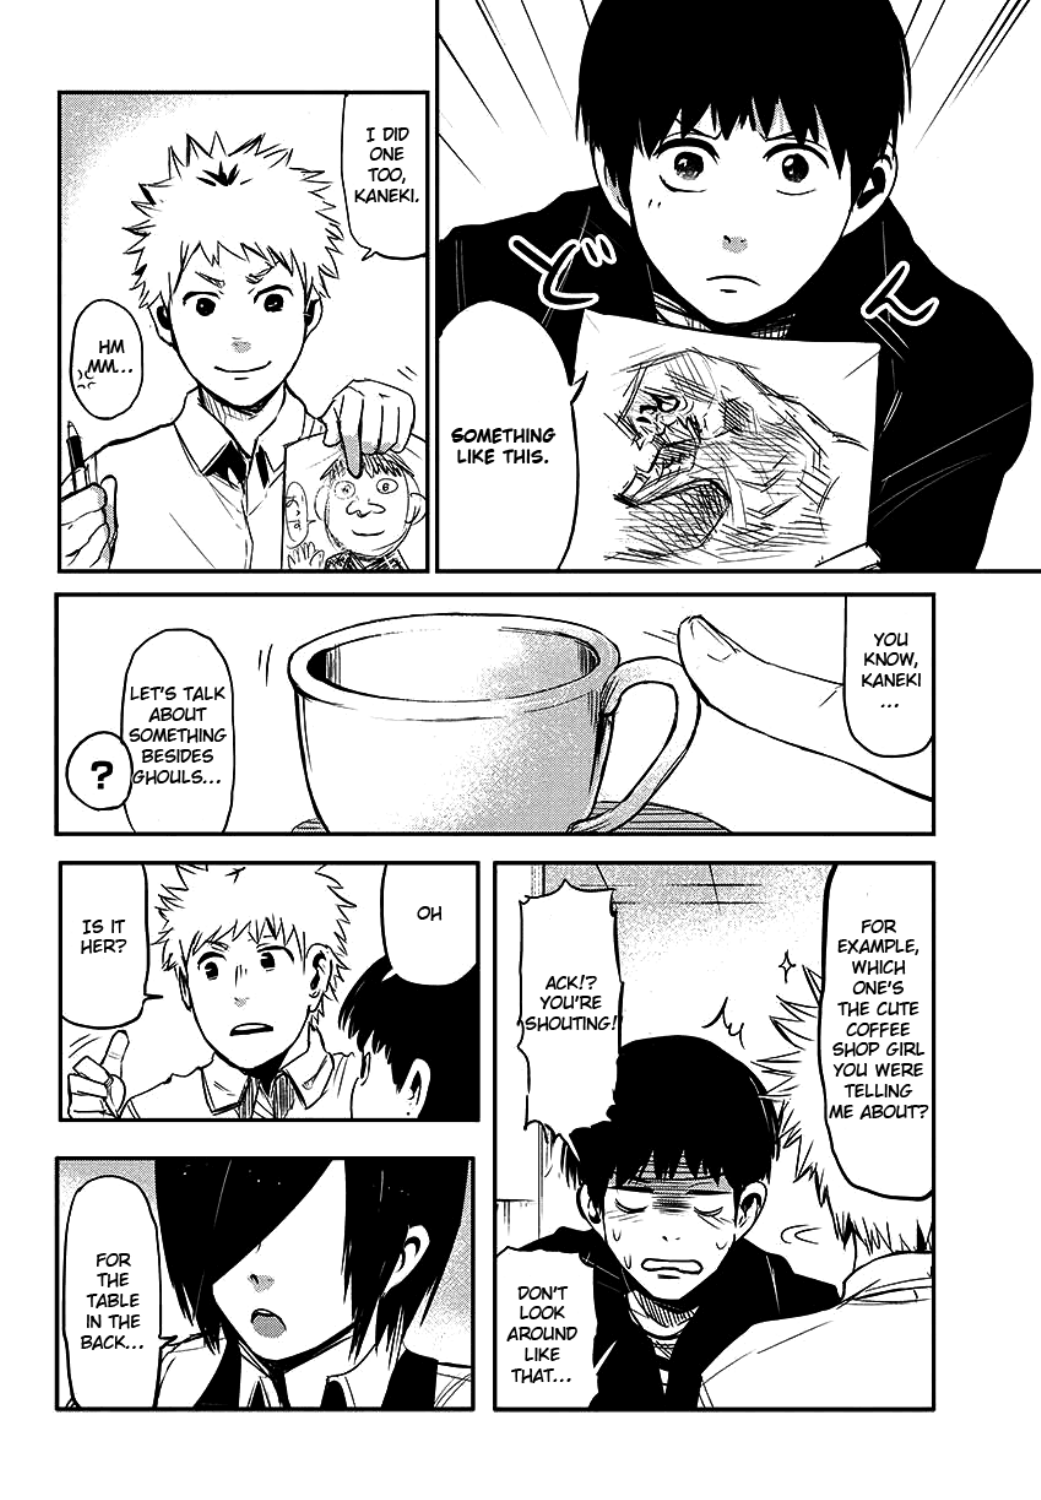 ドン
SOMETHING
LIKE THIS.
I DID
ONE
TOO,
KANEKI.
HM
MM...
YOU
KNOW,
KANEKI
...
LET'S TALK
ABOUT
SOMETHING
BESIDES
GHOULS...
?
FOR
EXAMPLE,
WHICH
ONE'S
THE CUTE
COFFEE
SHOP GIRL
YOU WERE
TELLING
ME ABOUT?
ACK!?
YOU'RE
SHOUTING!
DON'T
LOOK
AROUND
LIKE
THAT...
OH
IS IT
HER?
FOR
THE
TABLE
IN THE
BACK...